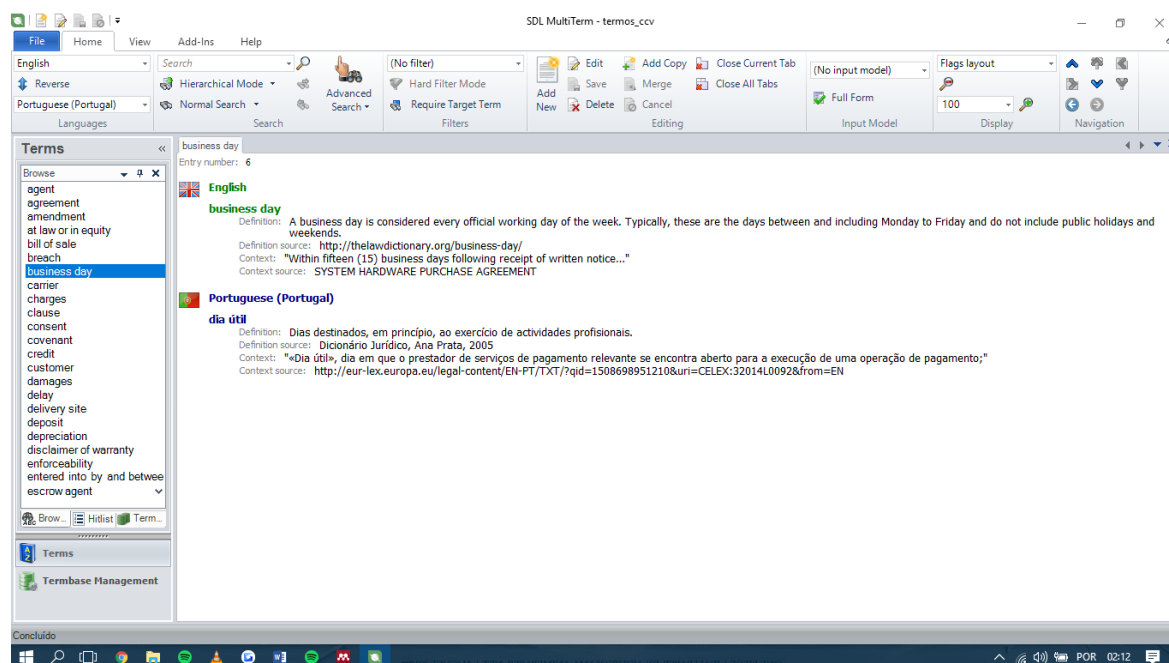 SDL MultiTerm - termos_ccv
File Home View Add-Ins Help
English
Reverse
Portuguese (Portugal)
Languages
Search
Hierarchical Mode
Normal Search
Advanced Search
Search
(No filter)
Hard Filter Mode
Require Target Term
Filters
Add New
Edit Add Copy Close Current Tab
Save Merge Close All Tabs
Delete Cancel
Editing
(No input model)
Full Form
Input Model
Flags layout
100
Display
Navigation
Terms
Browse
agent
agreement
amendment
at law or in equity
bill of sale
breach
business day
carrier
charges
clause
consent
covenant
credit
customer
damages
delay
delivery site
deposit
depreciation
disclaimer of warranty
enforceability
entered into by and betwee
escrow agent
Brow... Hitlist Term...
Terms
Termbase Management
business day
Entry number: 6
English
business day
Definition: A business day is considered every official working day of the week. Typically, these are the days between and including Monday to Friday and do not include public holidays and
weekends.
Definition source: http://thelawdictionary.org/business-day/
Context: "Within fifteen (15) business days following receipt of written notice..."
Context source: SYSTEM HARDWARE PURCHASE AGREEMENT
Portuguese (Portugal)
dia útil
Definition: Dias destinados, em princípio, ao exercício de actividades profisionais.
Definition source: Dicionário Jurídico, Ana Prata, 2005
Context: "«Dia útil», dia em que o prestador de serviços de pagamento relevante se encontra aberto para a execução de uma operação de pagamento;"
Context source: http://eur-lex.europa.eu/legal-content/EN-PT/TXT/?qid=1508698951210&uri=CELEX:32014L0092&from=EN
Concluído
POR 02:12